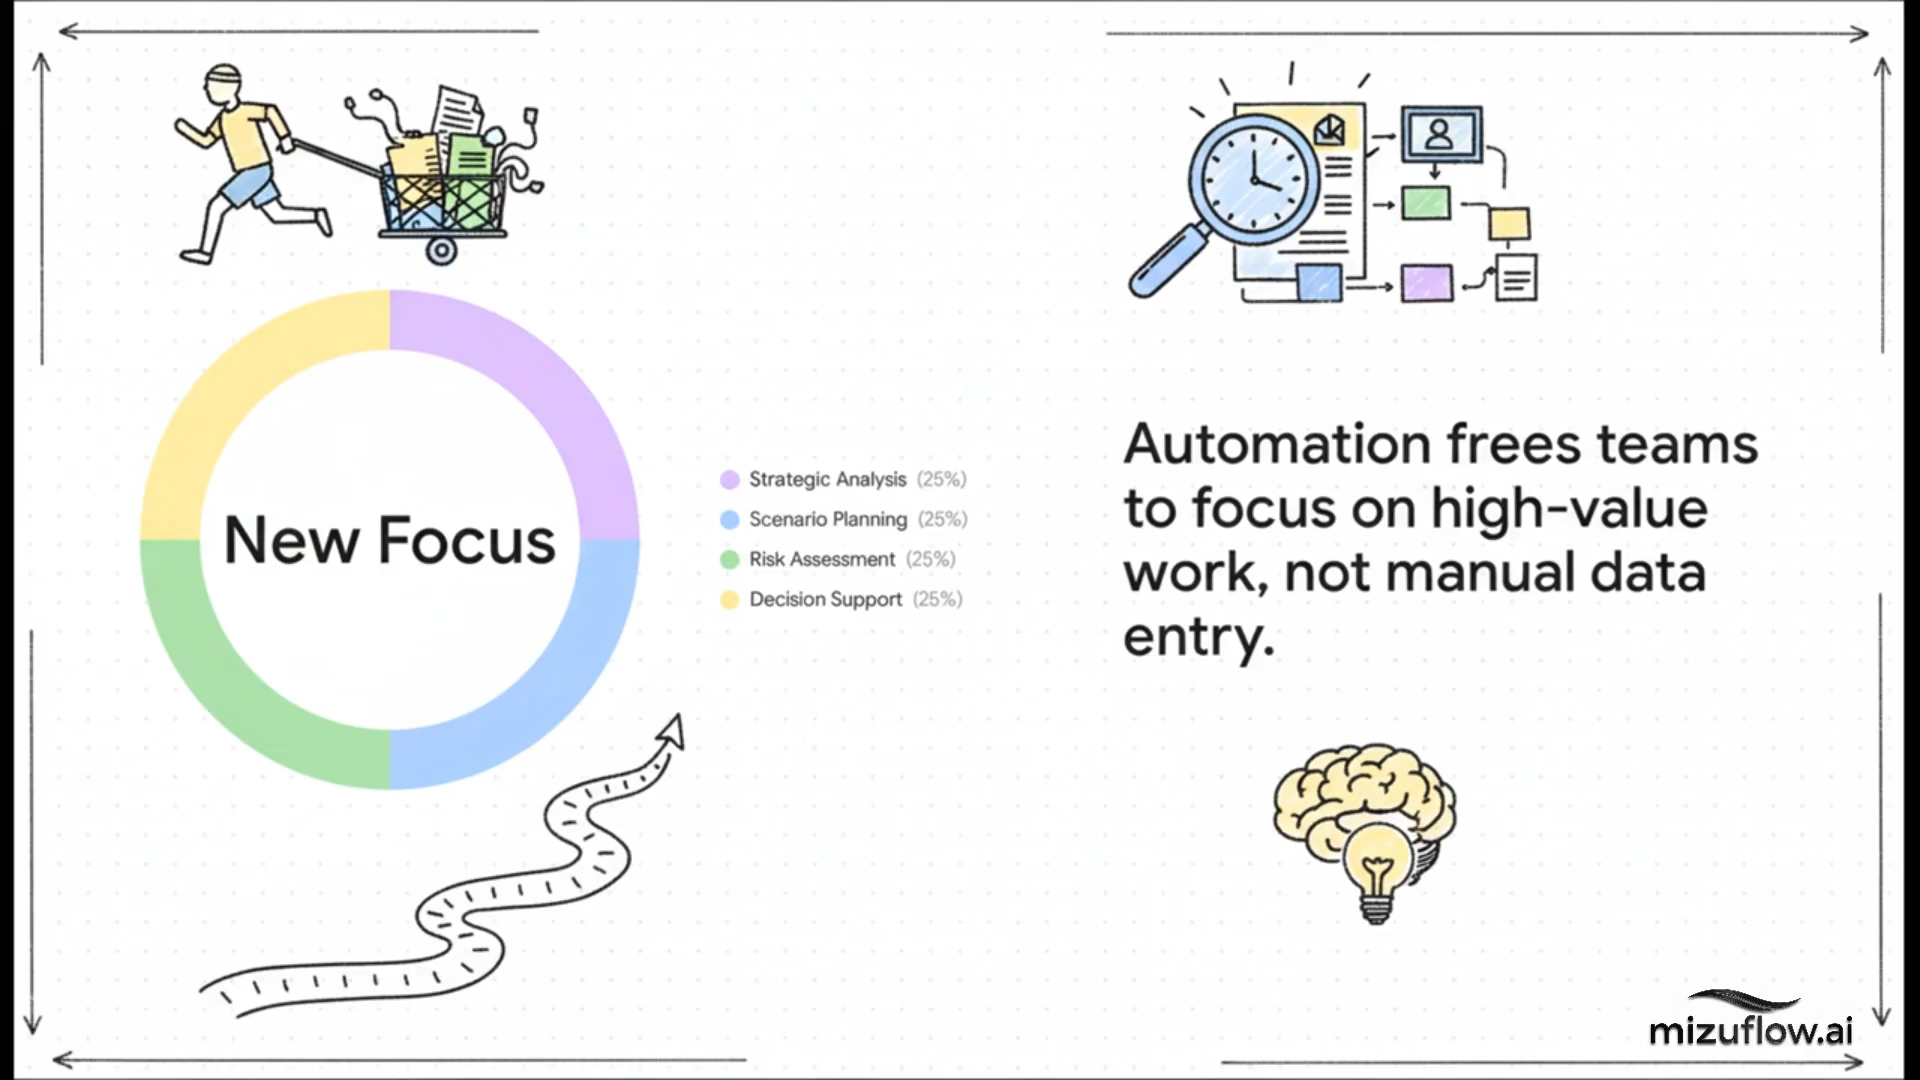 New Focus
Strategic Analysis (25%)
Scenario Planning (25%)
Risk Assessment (25%)
Decision Support (25%)
Automation frees teams
to focus on high-value
work, not manual data
entry.
mizuflow.ai